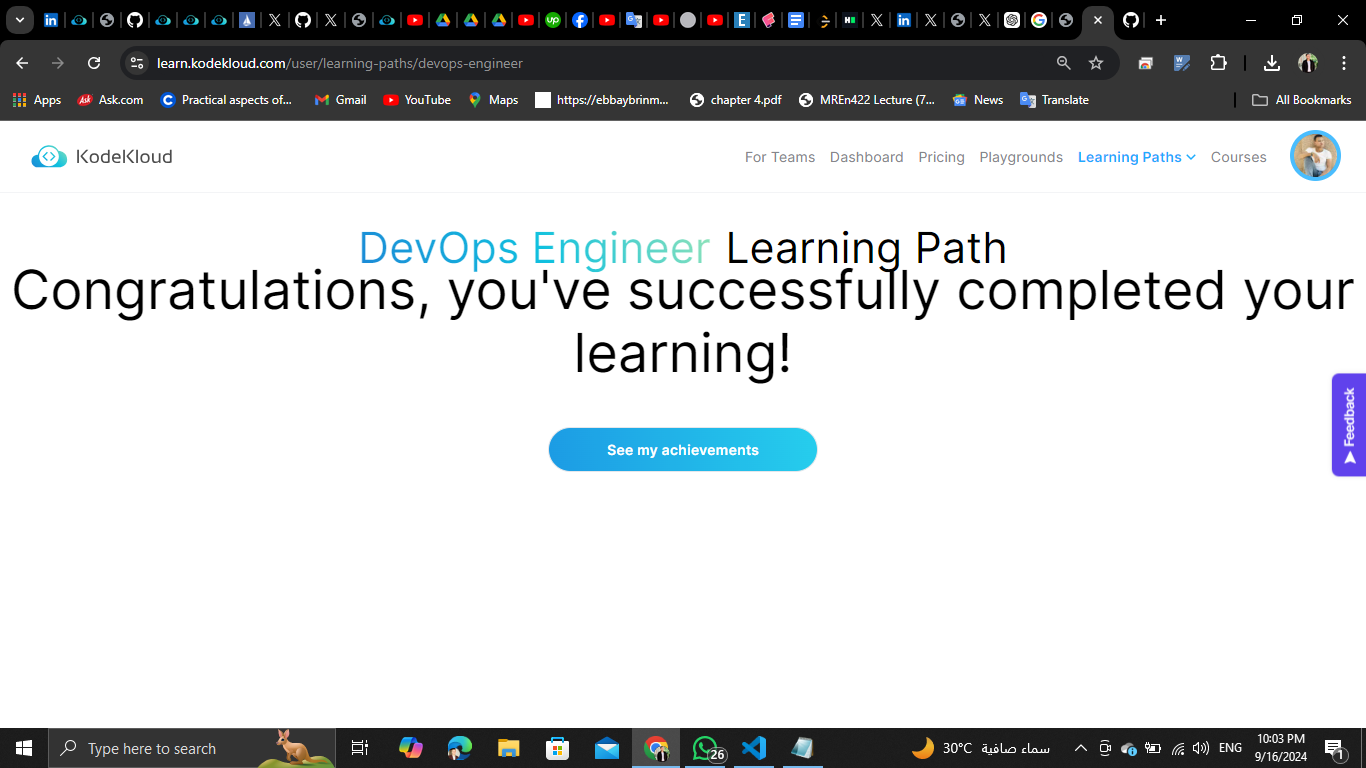 learn.kodekloud.com/user/learning-paths/devops-engineer
Apps Ask.com Practical aspects of... Gmail YouTube Maps https://ebbaybrinm... chapter 4.pdf MREn422 Lecture (7... News Translate All Bookmarks
KodeKloud For Teams Dashboard Pricing Playgrounds Learning Paths Courses
DevOps Engineer Learning Path
Congratulations, you've successfully completed your
learning!
See my achievements
Feedback
Type here to search 26 30°C سماء صافية ENG 10:03 PM
9/16/2024 1